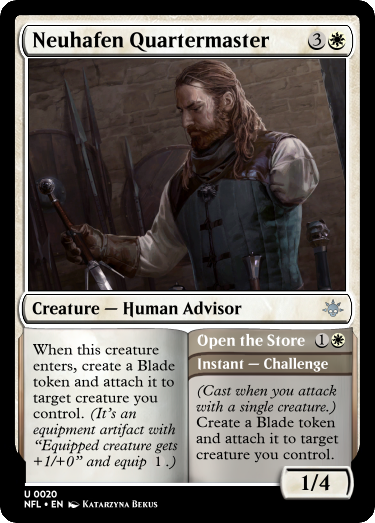 Neuhafen Quartermaster 3
Creature — Human Advisor
When this creature
enters, create a Blade
token and attach it to
target creature you
control. (It's an
equipment artifact with
"Equipped creature gets
+1/+0" and equip 1.)
Open the Store 1
Instant — Challenge
(Cast when you attack
with a single creature.)
Create a Blade token
and attach it to target
creature you control.
1/4
U 0020
NFL • EN Katarzyna Bekus